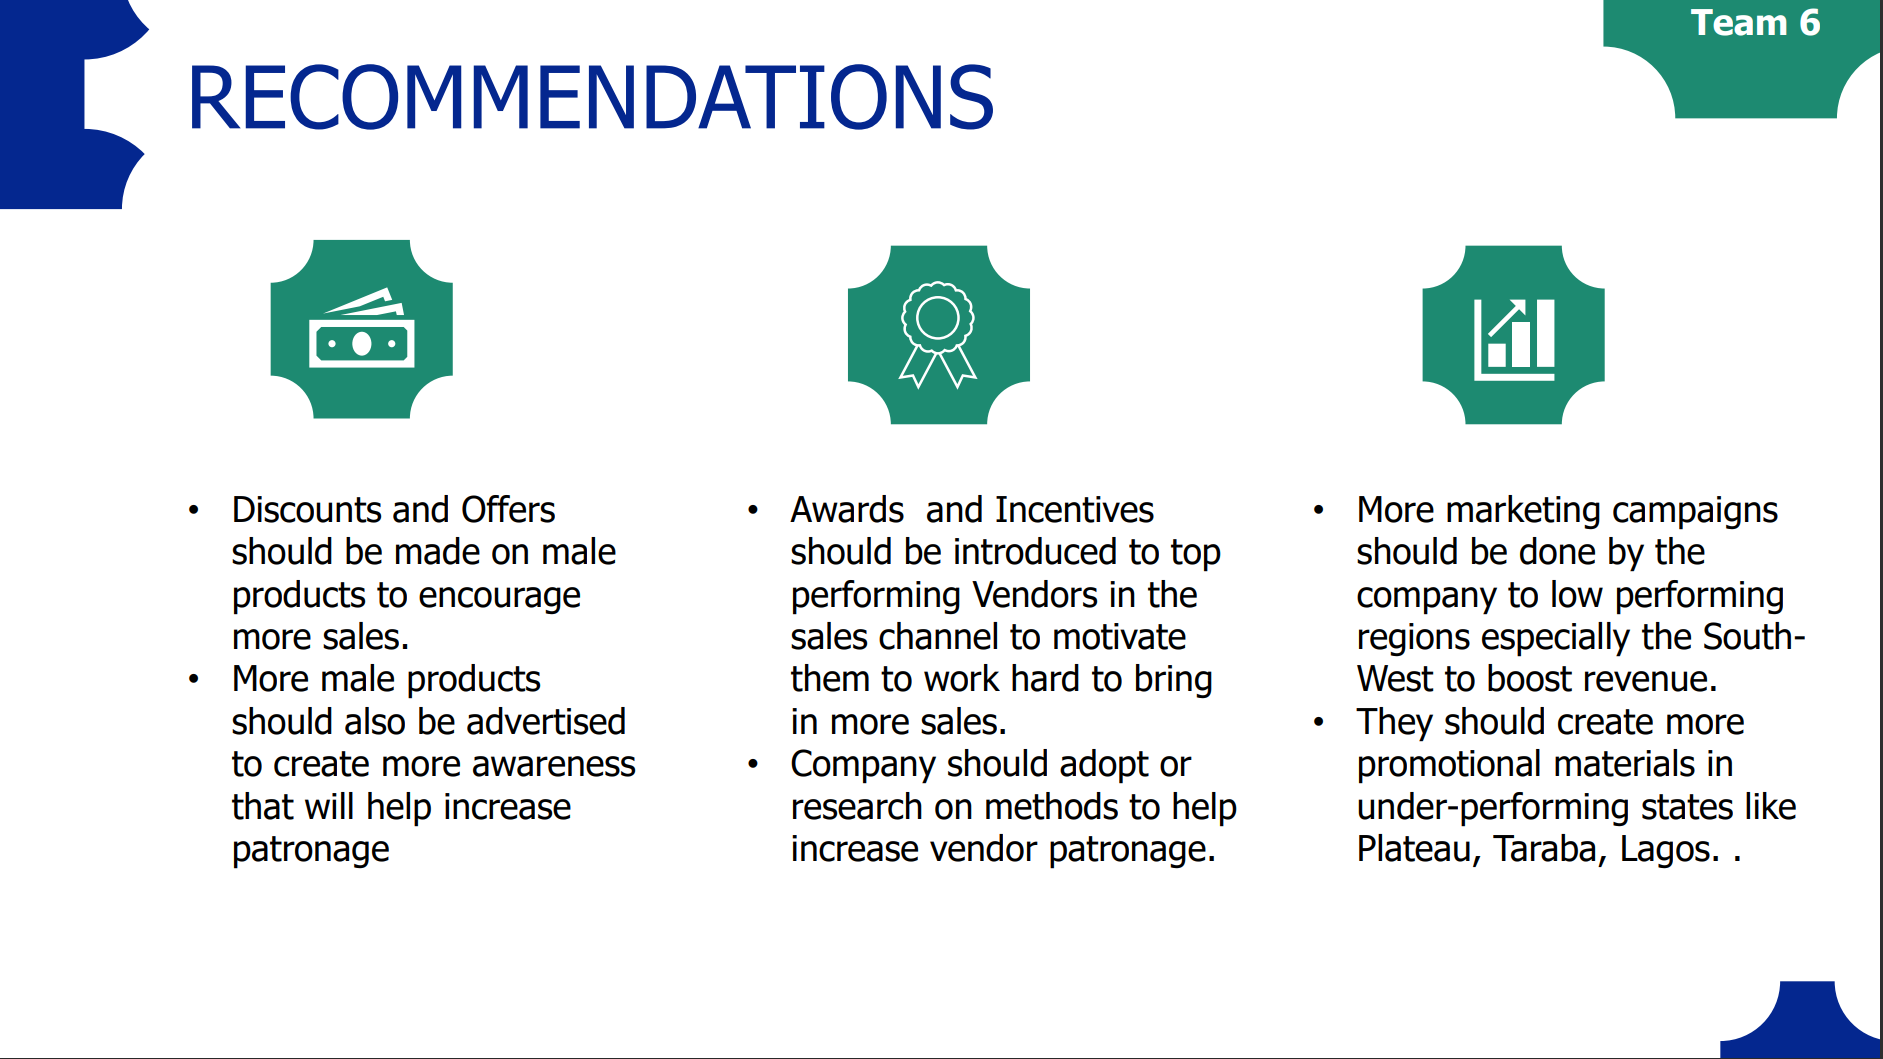 Team 6
RECOMMENDATIONS
• Discounts and Offers
should be made on male
products to encourage
more sales.
• More male products
should also be advertised
to create more awareness
that will help increase
patronage
• Awards  and Incentives
should be introduced to top
performing Vendors in the
sales channel to motivate
them to work hard to bring
in more sales.
• Company should adopt or
research on methods to help
increase vendor patronage.
• More marketing campaigns
should be done by the
company to low performing
regions especially the South-
West to boost revenue.
• They should create more
promotional materials in
under-performing states like
Plateau, Taraba, Lagos. .